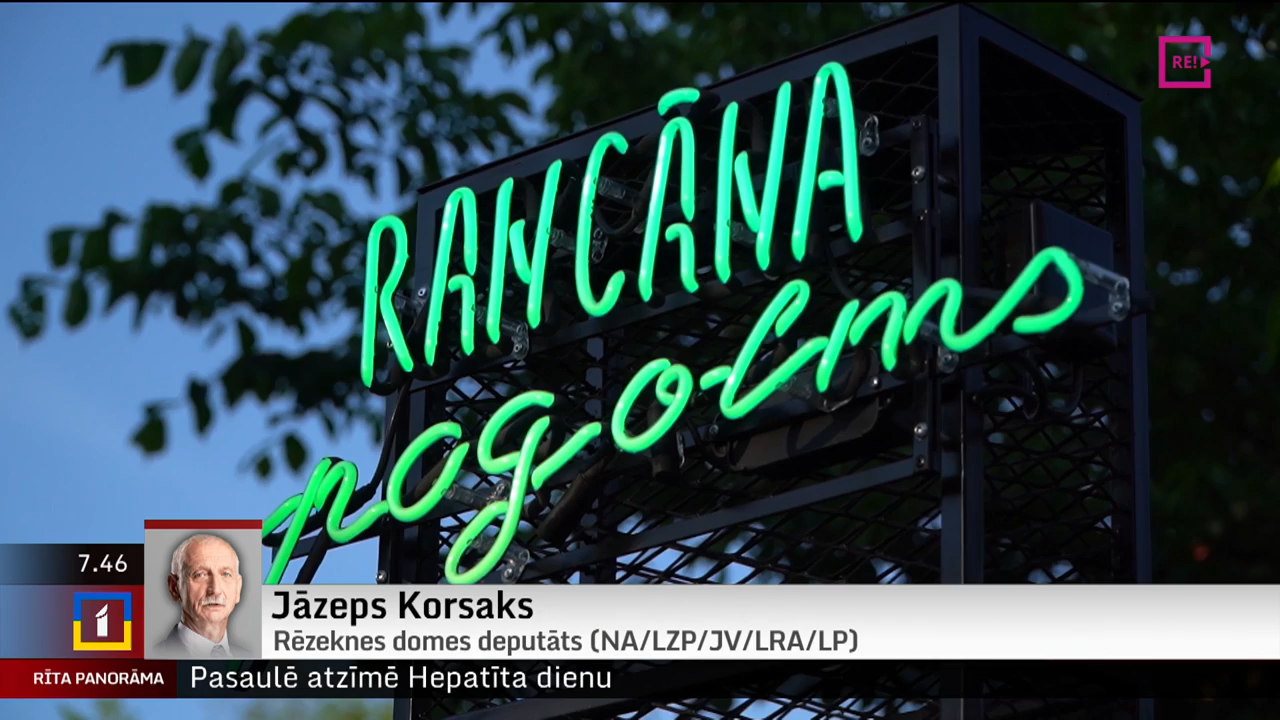 RE!
RANCĀNA
pagolms
7.46
1
Jāzeps Korsaks
Rēzeknes domes deputāts (NA/LZP/JV/LRA/LP)
RĪTA PANORĀMA
Pasaulē atzīmē Hepatīta dienu